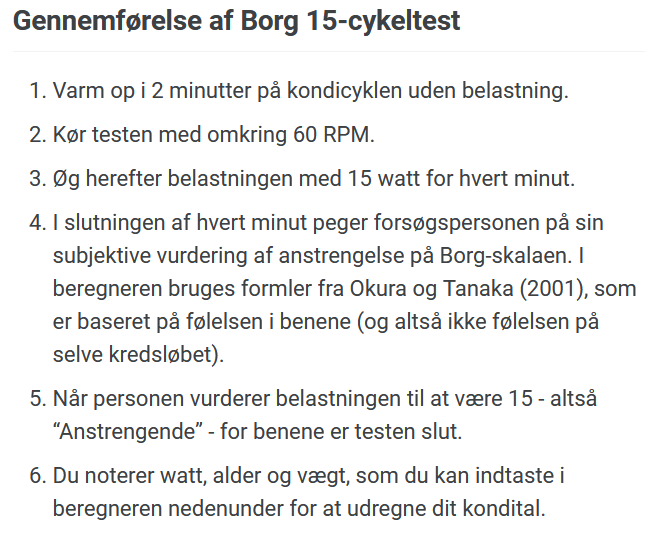 Gennemførelse af Borg 15-cykeltest
1. Varm op i 2 minutter på kondicyklen uden belastning.
2. Kør testen med omkring 60 RPM.
3. Øg herefter belastningen med 15 watt for hvert minut.
4. I slutningen af hvert minut peger forsøgspersonen på sin
subjektive vurdering af anstrengelse på Borg-skalaen. I
beregneren bruges formler fra Okura og Tanaka (2001), som
er baseret på følelsen i benene (og altså ikke følelsen på
selve kredsløbet).
5. Når personen vurderer belastningen til at være 15 - altså
“Anstrengende” - for benene er testen slut.
6. Du noterer watt, alder og vægt, som du kan indtaste i
beregneren nedenunder for at udregne dit kondital.